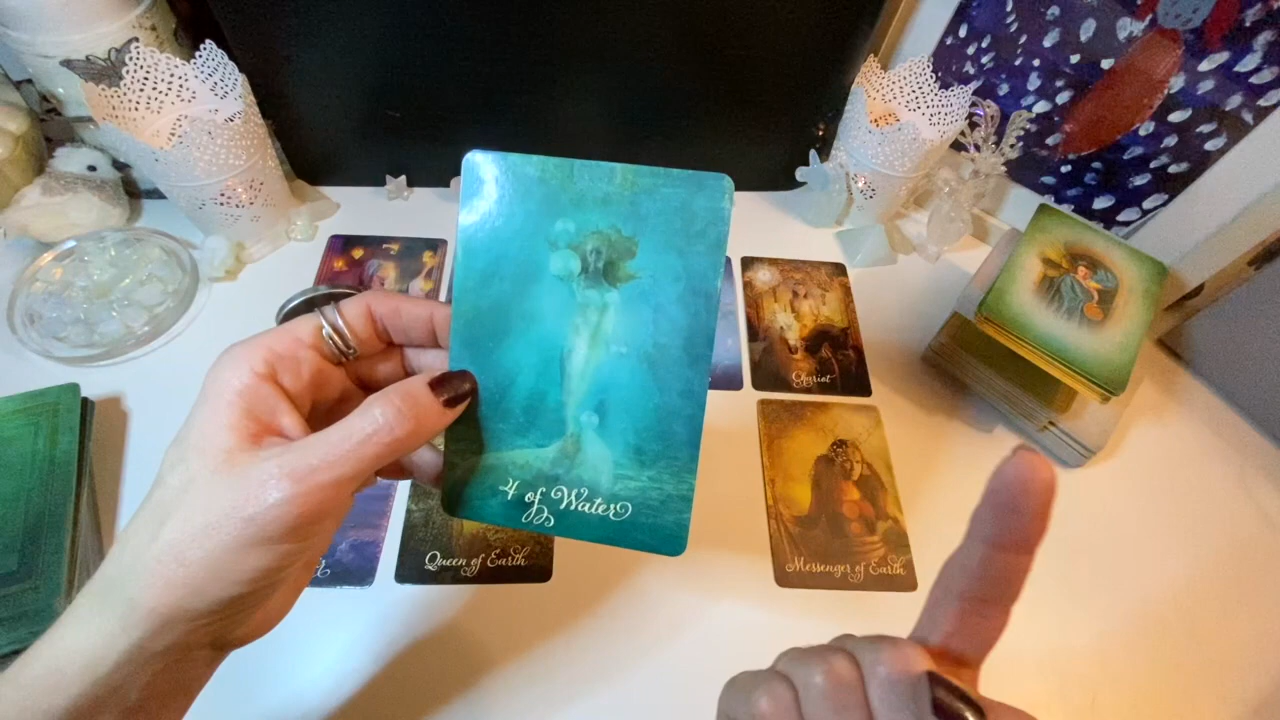 Chariot
4 of Water
Queen of Earth
Messenger of Earth